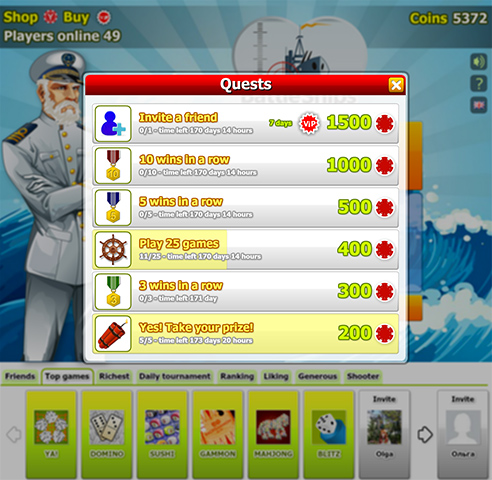 Shop Buy
Coins 5372
Players online 49
Quests
BattleShips
Invite a friend
0/1 - time left 170 days 14 hours
7 days
VIP
1500
10
10 wins in a row
0/10 - time left 170 days 14 hours
1000
5
5 wins in a row
0/5 - time left 170 days 14 hours
500
Play 25 games
11/25 - time left 170 days 14 hours
400
3
3 wins in a row
0/3 - time left 171 day
300
Yes! Take your prize!
5/5 - time left 173 days 20 hours
200
Friends
Top games
Richest
Daily tournament
Ranking
Liking
Generous
Shooter
Invite
Invite
YA!
DOMINO
SUSHI
GAMMON
MAHJONG
BLITZ
Olga
Ольга